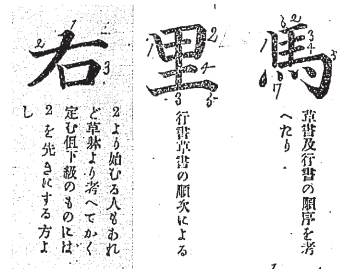 馬
草書及行書の順序を考
へたり。
里
行書草書の順次による
右
2より始むる人もあれ
ど草躰より考へてかく
定む但下級のものには
2を先きにする方よ
し